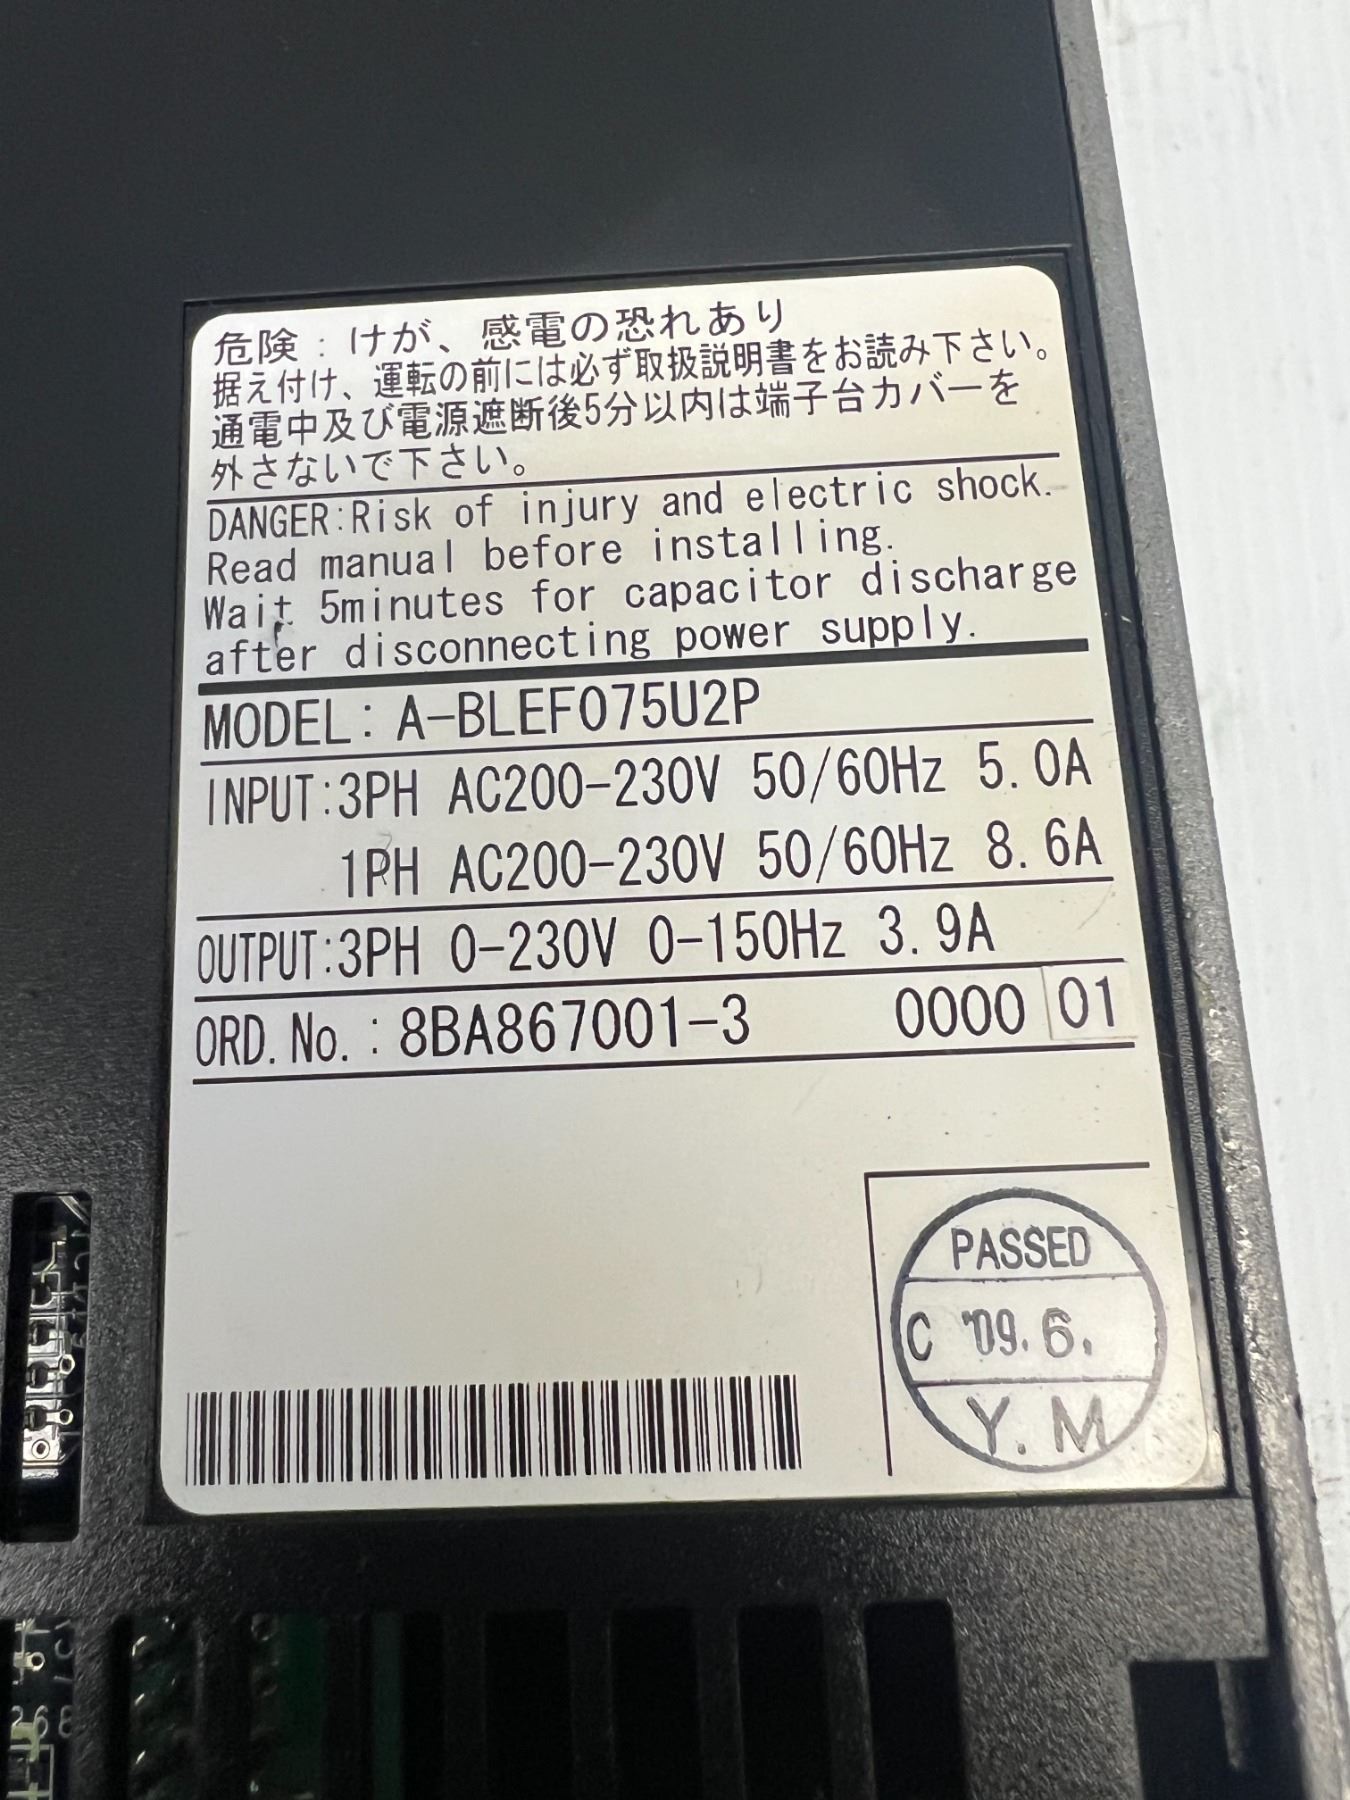 危険：けが、感電の恐れあり
据え付け、運転の前には必ず取扱説明書をお読み下さい。
通電中及び電源遮断後5分以内は端子台カバーを
外さないで下さい。
DANGER:Risk of injury and electric shock.
Read manual before installing.
Wait 5minutes for capacitor discharge
after disconnecting power supply.
MODEL: A-BLEF075U2P
INPUT:3PH AC200-230V 50/60Hz 5.0A
1PH AC200-230V 50/60Hz 8.6A
OUTPUT:3PH 0-230V 0-150Hz 3.9A
ORD.No.:8BA867001-3 0000 01
PASSED
C '09.6.
Y.M